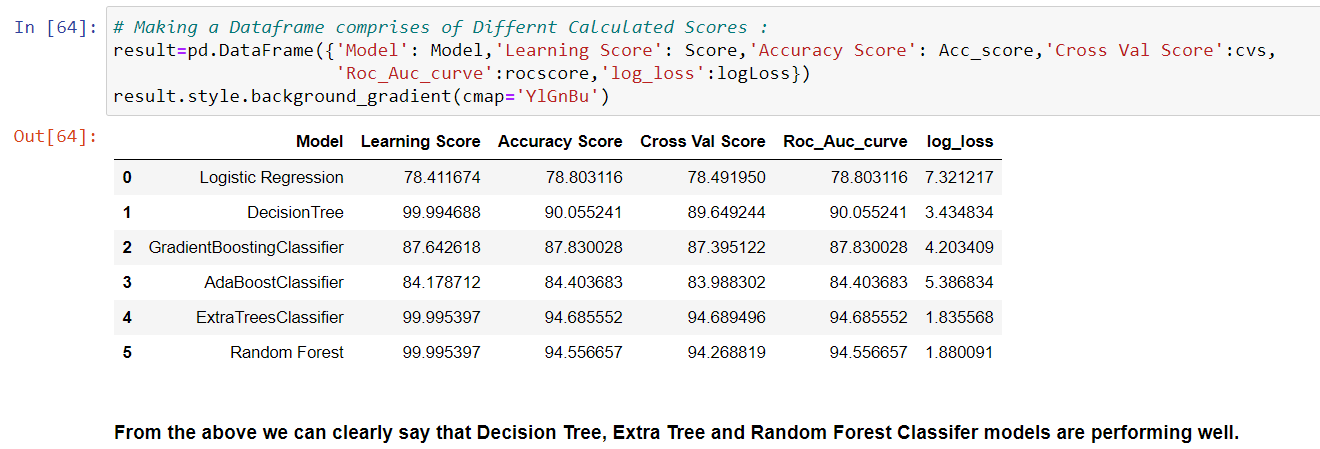 In [64]: # Making a Dataframe comprises of Differnt Calculated Scores :
result=pd.DataFrame({'Model': Model,'Learning Score': Score,'Accuracy Score': Acc_score,'Cross Val Score':cvs,
'Roc_Auc_curve':rocscore,'log_loss':logLoss})
result.style.background_gradient(cmap='YlGnBu')
Out[64]:
Model Learning Score Accuracy Score Cross Val Score Roc_Auc_curve log_loss
0 Logistic Regression 78.411674 78.803116 78.491950 78.803116 7.321217
1 DecisionTree 99.994688 90.055241 89.649244 90.055241 3.434834
2 GradientBoostingClassifier 87.642618 87.830028 87.395122 87.830028 4.203409
3 AdaBoostClassifier 84.178712 84.403683 83.988302 84.403683 5.386834
4 ExtraTreesClassifier 99.995397 94.685552 94.689496 94.685552 1.835568
5 Random Forest 99.995397 94.556657 94.268819 94.556657 1.880091
From the above we can clearly say that Decision Tree, Extra Tree and Random Forest Classifer models are performing well.